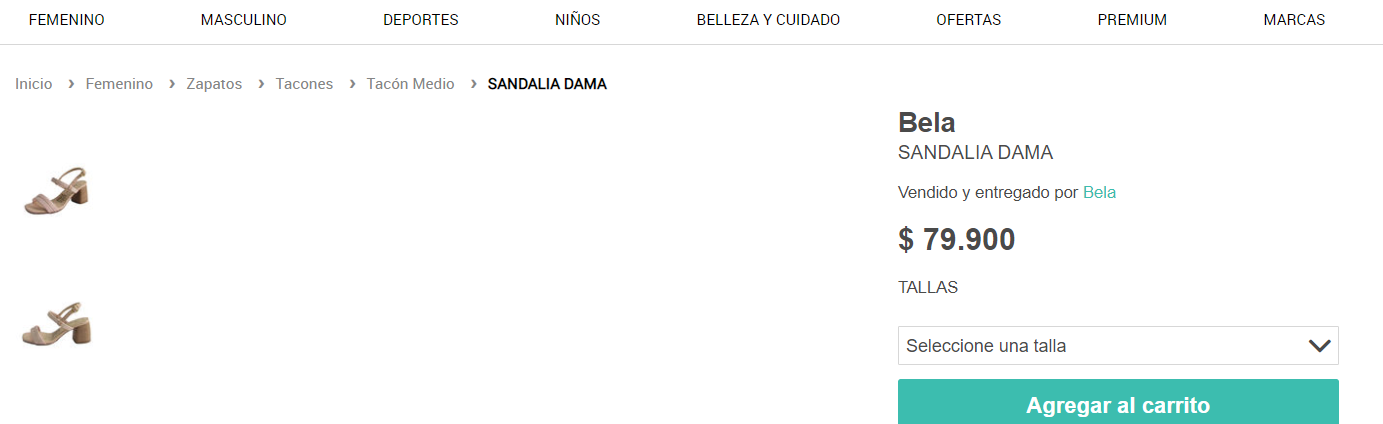 FEMENINO MASCULINO DEPORTES NIÑOS BELLEZA Y CUIDADO OFERTAS PREMIUM MARCAS
Inicio › Femenino › Zapatos › Tacones › Tacón Medio › SANDALIA DAMA
Bela
SANDALIA DAMA
Vendido y entregado por Bela
$ 79.900
TALLAS
Seleccione una talla
Agregar al carrito